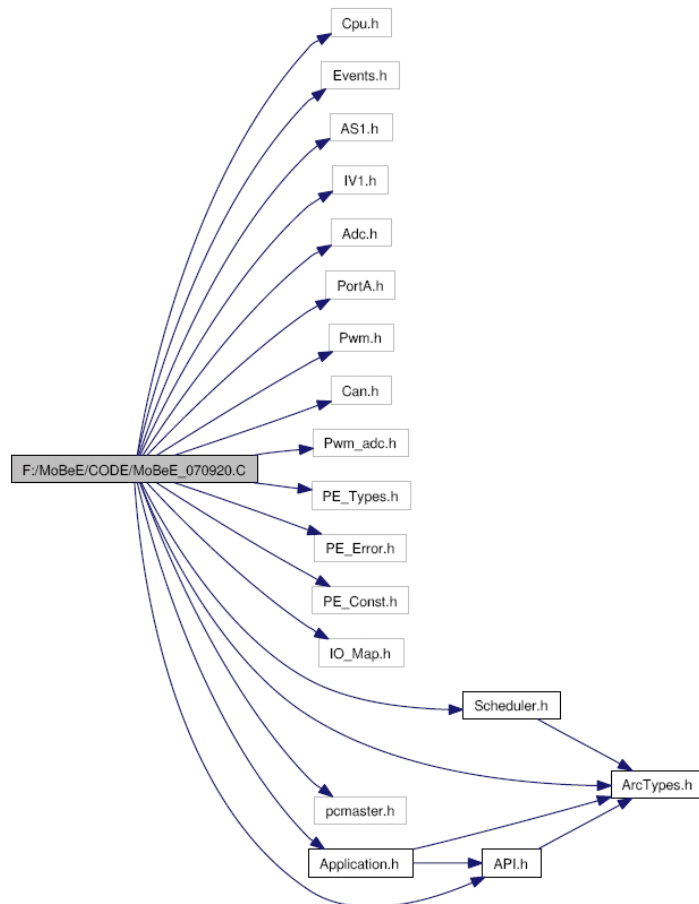 Cpu.h
Events.h
AS1.h
IV1.h
Adc.h
PortA.h
Pwm.h
Can.h
Pwm_adc.h
F:/MoBeE/CODE/MoBeE_070920.C
PE_Types.h
PE_Error.h
PE_Const.h
IO_Map.h
Scheduler.h
ArcTypes.h
pcmaster.h
Application.h
API.h